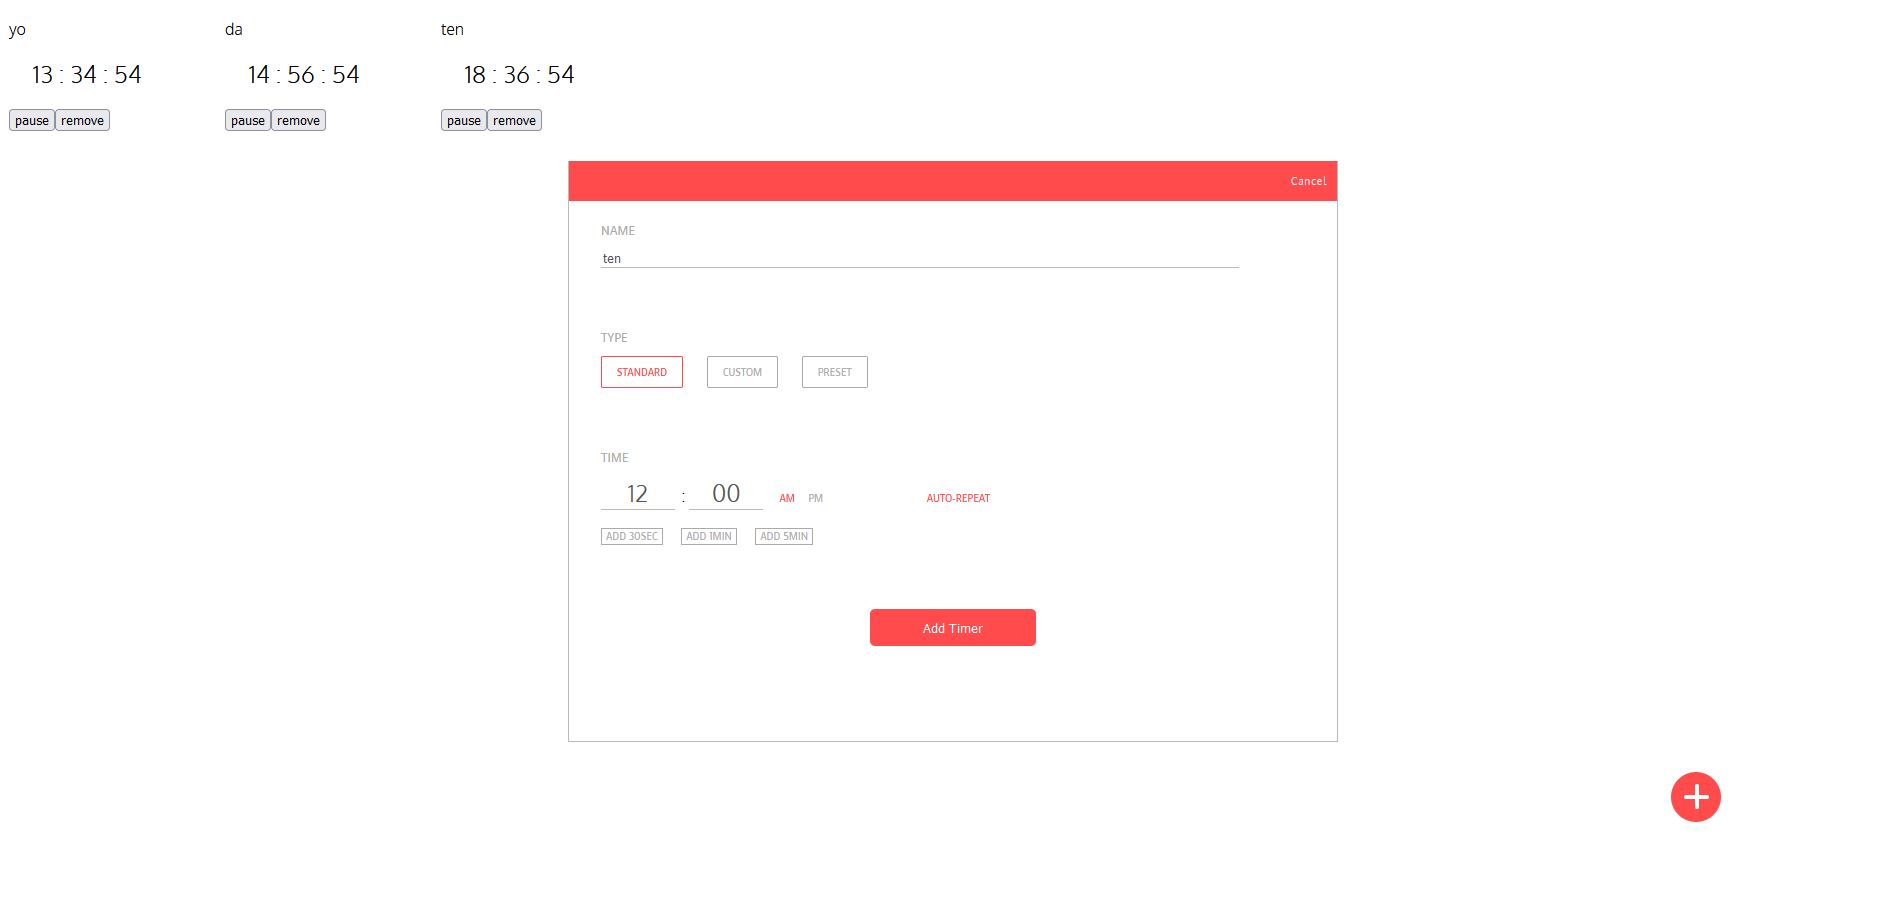 yo da ten
13 : 34 : 54 14 : 56 : 54 18 : 36 : 54
pause remove pause remove pause remove
Cancel
NAME
ten
TYPE
STANDARD CUSTOM PRESET
TIME
12 : 00 AM PM AUTO-REPEAT
ADD 30SEC ADD 1MIN ADD 5MIN
Add Timer